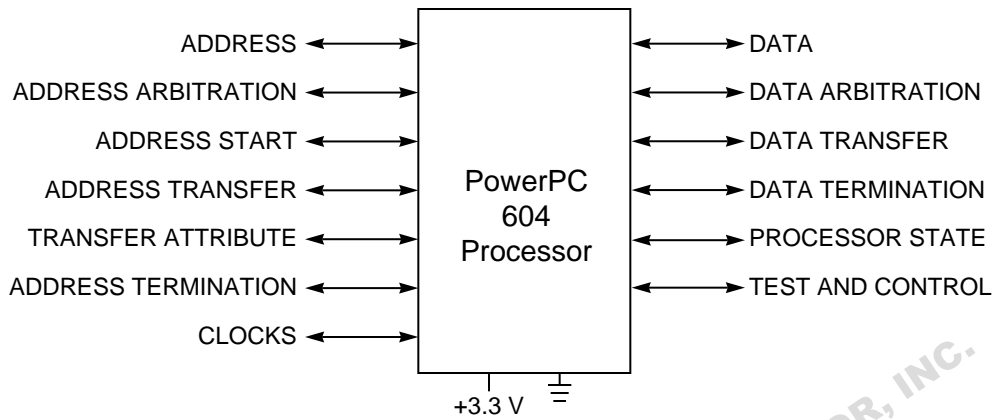 ADDRESS
ADDRESS ARBITRATION
ADDRESS START
ADDRESS TRANSFER
TRANSFER ATTRIBUTE
ADDRESS TERMINATION
CLOCKS
PowerPC
604
Processor
DATA
DATA ARBITRATION
DATA TRANSFER
DATA TERMINATION
PROCESSOR STATE
TEST AND CONTROL
+3.3 V
INC.